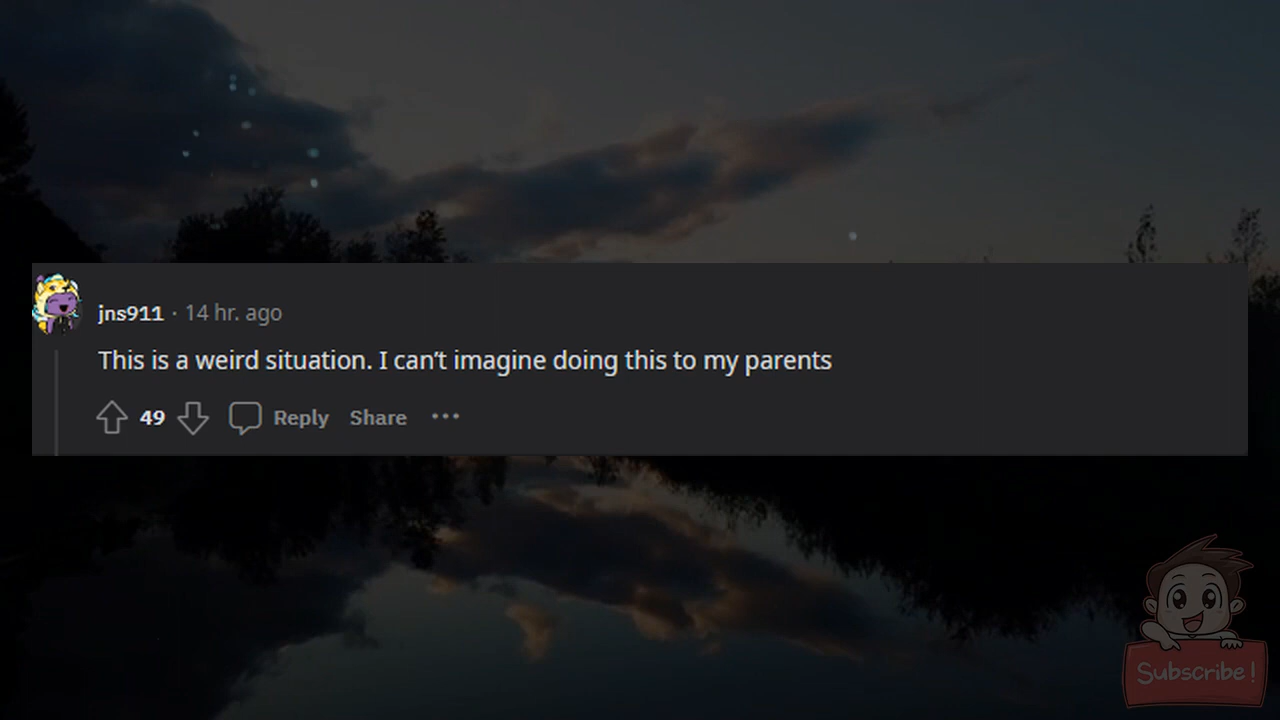 jns911 · 14 hr. ago
This is a weird situation. I can't imagine doing this to my parents
49 Reply Share ···
Subscribe!